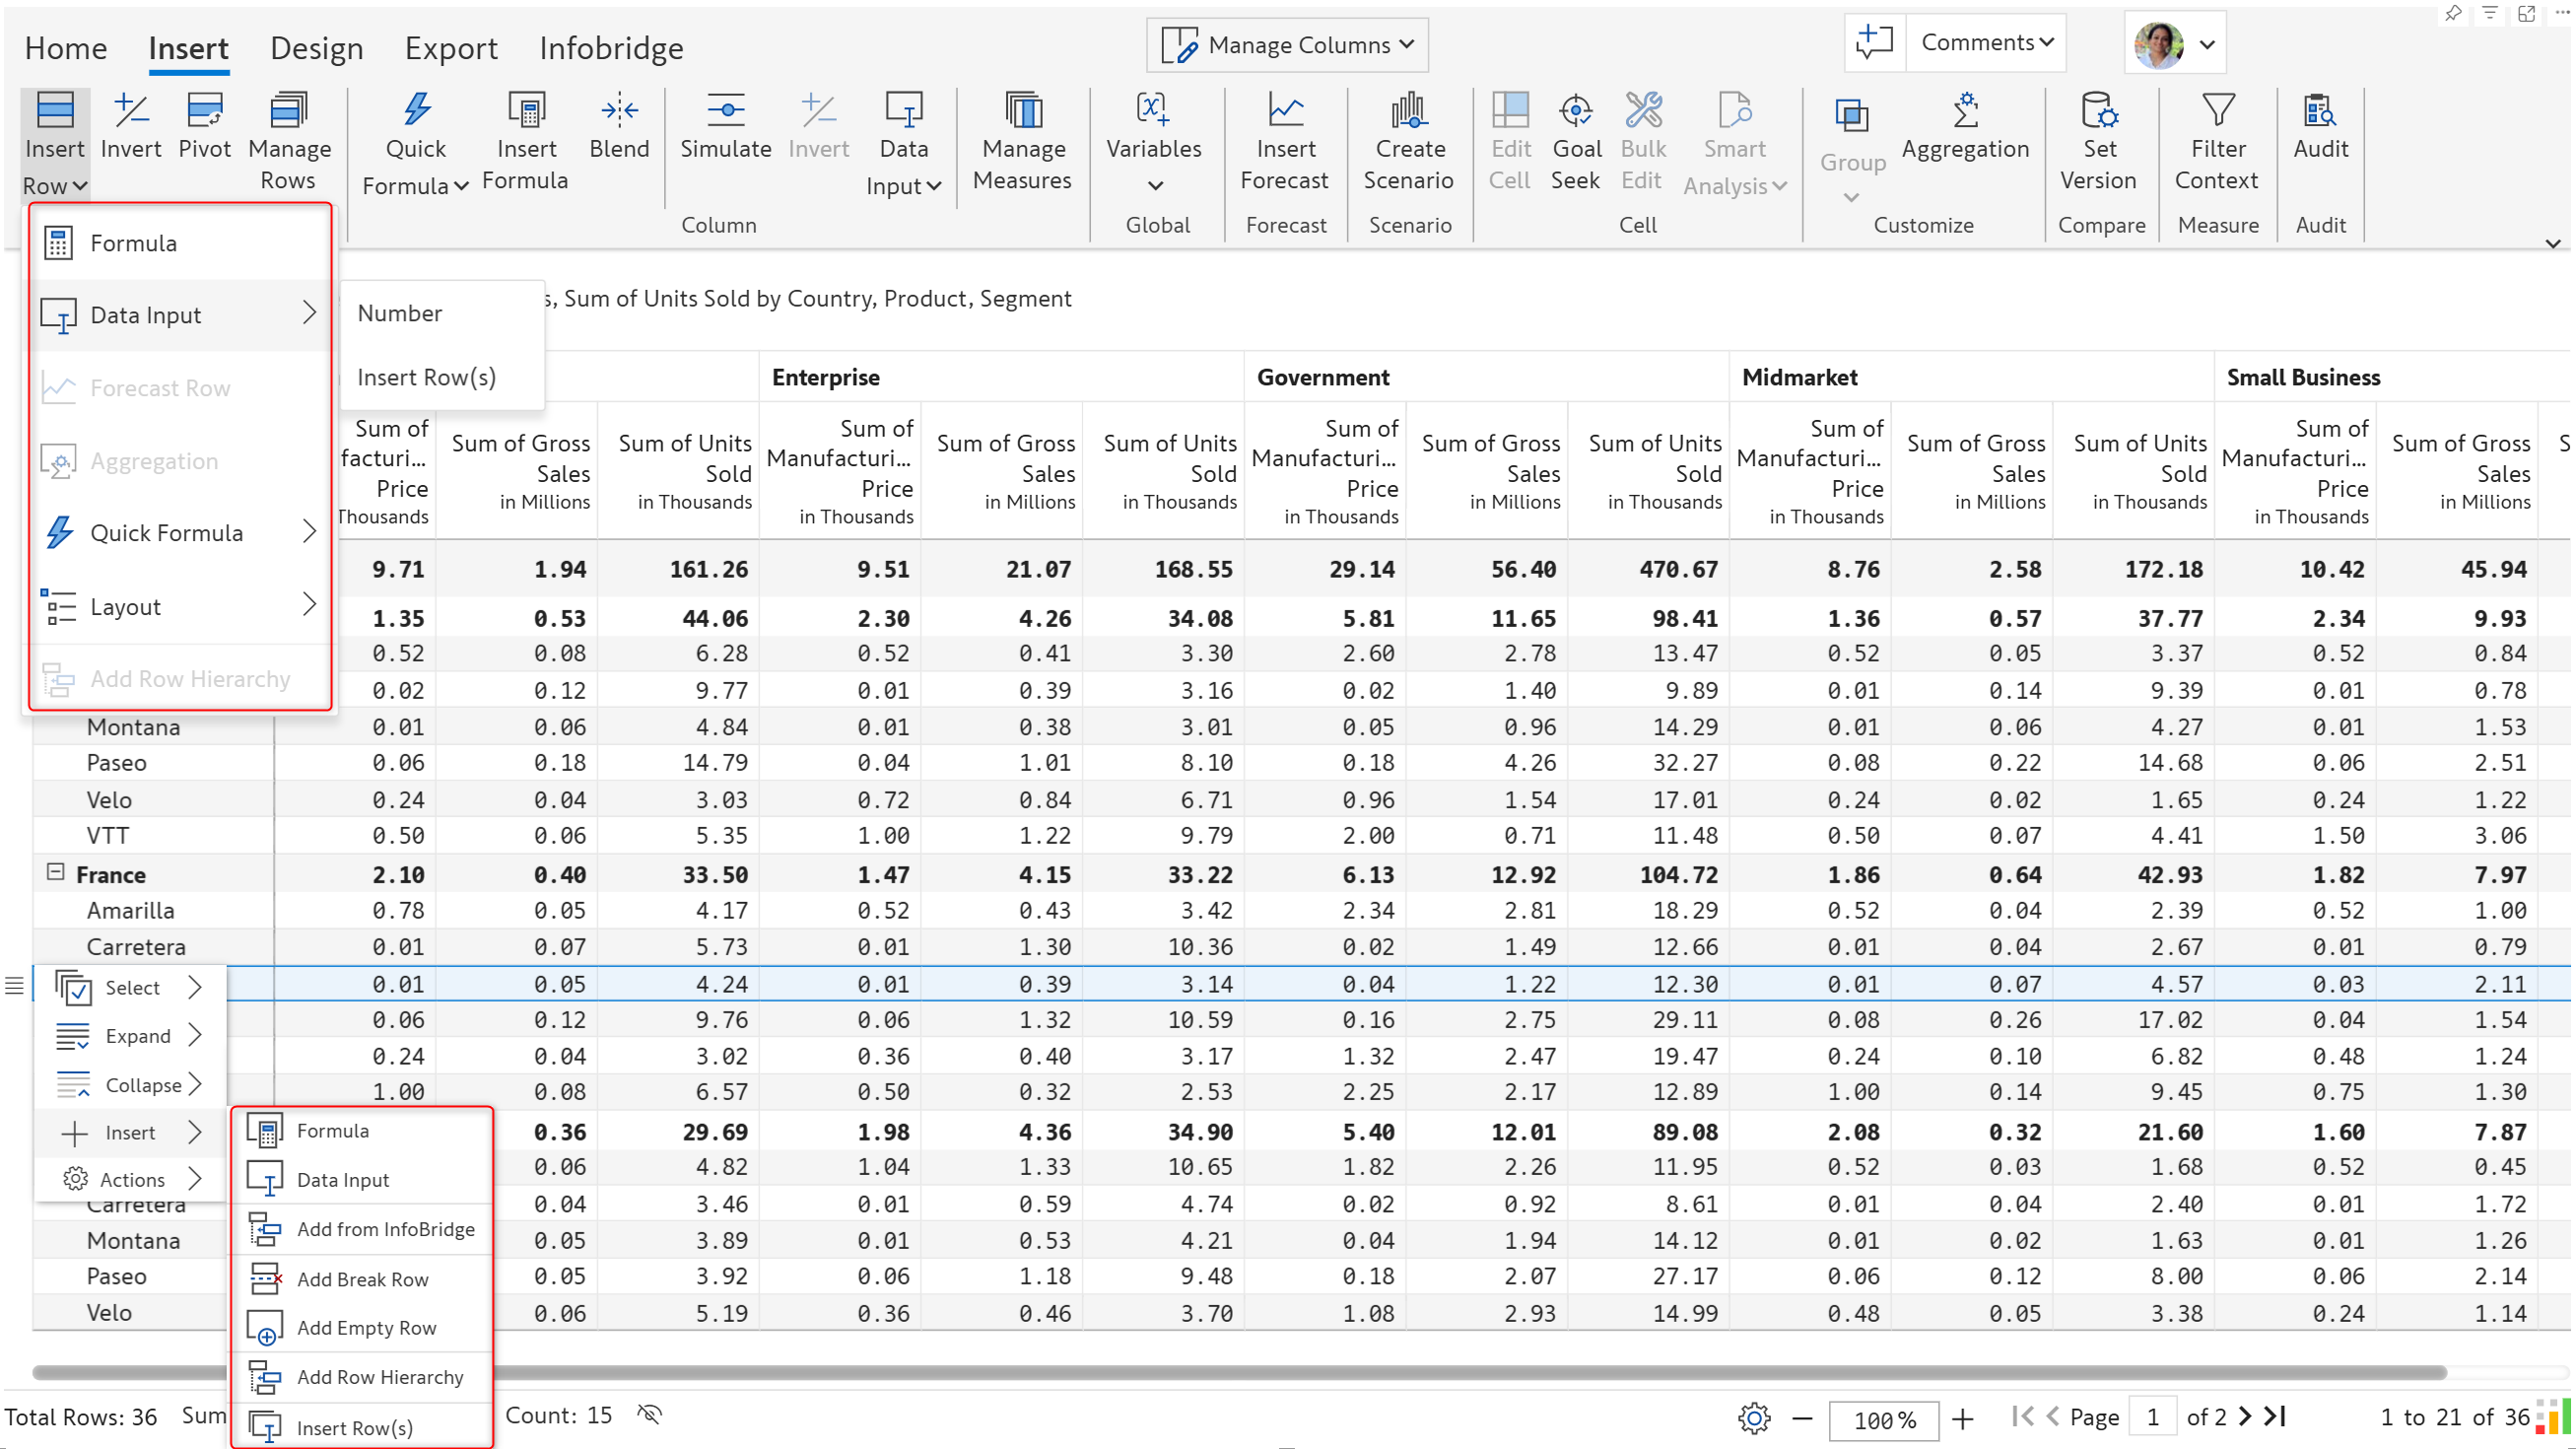 Home Insert Design Export Infobridge Manage Columns Comments
Insert Row Invert Pivot Manage Rows Quick Formula Insert Formula Blend Simulate Invert Data Input Manage Measures Variables Insert Forecast Create Scenario Edit Cell Goal Seek Bulk Edit Smart Analysis Group Aggregation Set Version Filter Context Audit
Column Global Forecast Scenario Cell Customize Compare Measure Audit
Formula
Data Input
Forecast Row
Aggregation
Quick Formula
Layout
Add Row Hierarchy
Number
Insert Row(s)
s, Sum of Units Sold by Country, Product, Segment
Enterprise Government Midmarket Small Business
Sum of facturi... Price Thousands Sum of Gross Sales in Millions Sum of Units Sold in Thousands Sum of Manufacturi... Price in Thousands Sum of Gross Sales in Millions Sum of Units Sold in Thousands Sum of Manufacturi... Price in Thousands Sum of Gross Sales in Millions Sum of Units Sold in Thousands Sum of Manufacturi... Price in Thousands Sum of Gross Sales in Millions Sum of Units Sold in Thousands Sum of Manufacturi... Price in Thousands Sum of Gross Sales in Millions S
9.71 1.94 161.26 9.51 21.07 168.55 29.14 56.40 470.67 8.76 2.58 172.18 10.42 45.94
1.35 0.53 44.06 2.30 4.26 34.08 5.81 11.65 98.41 1.36 0.57 37.77 2.34 9.93
0.52 0.08 6.28 0.52 0.41 3.30 2.60 2.78 13.47 0.52 0.05 3.37 0.52 0.84
0.02 0.12 9.77 0.01 0.39 3.16 0.02 1.40 9.89 0.01 0.14 9.39 0.01 0.78
Montana 0.01 0.06 4.84 0.01 0.38 3.01 0.05 0.96 14.29 0.01 0.06 4.27 0.01 1.53
Paseo 0.06 0.18 14.79 0.04 1.01 8.10 0.18 4.26 32.27 0.08 0.22 14.68 0.06 2.51
Velo 0.24 0.04 3.03 0.72 0.84 6.71 0.96 1.54 17.01 0.24 0.02 1.65 0.24 1.22
VTT 0.50 0.06 5.35 1.00 1.22 9.79 2.00 0.71 11.48 0.50 0.07 4.41 1.50 3.06
France 2.10 0.40 33.50 1.47 4.15 33.22 6.13 12.92 104.72 1.86 0.64 42.93 1.82 7.97
Amarilla 0.78 0.05 4.17 0.52 0.43 3.42 2.34 2.81 18.29 0.52 0.04 2.39 0.52 1.00
Carretera 0.01 0.07 5.73 0.01 1.30 10.36 0.02 1.49 12.66 0.01 0.04 2.67 0.01 0.79
Select 0.01 0.05 4.24 0.01 0.39 3.14 0.04 1.22 12.30 0.01 0.07 4.57 0.03 2.11
Expand 0.06 0.12 9.76 0.06 1.32 10.59 0.16 2.75 29.11 0.08 0.26 17.02 0.04 1.54
0.24 0.04 3.02 0.36 0.40 3.17 1.32 2.47 19.47 0.24 0.10 6.82 0.48 1.24
Collapse 1.00 0.08 6.57 0.50 0.32 2.53 2.25 2.17 12.89 1.00 0.14 9.45 0.75 1.30
Insert Formula 0.36 29.69 1.98 4.36 34.90 5.40 12.01 89.08 2.08 0.32 21.60 1.60 7.87
Actions Data Input 0.06 4.82 1.04 1.33 10.65 1.82 2.26 11.95 0.52 0.03 1.68 0.52 0.45
Carretera 0.04 3.46 0.01 0.59 4.74 0.02 0.92 8.61 0.01 0.04 2.40 0.01 1.72
Add from InfoBridge
Montana 0.05 3.89 0.01 0.53 4.21 0.04 1.94 14.12 0.01 0.02 1.63 0.01 1.26
Paseo Add Break Row 0.05 3.92 0.06 1.18 9.48 0.18 2.07 27.17 0.06 0.12 8.00 0.06 2.14
Velo Add Empty Row 0.06 5.19 0.36 0.46 3.70 1.08 2.93 14.99 0.48 0.05 3.38 0.24 1.14
Add Row Hierarchy
Insert Row(s)
Total Rows: 36 Sum Count: 15 100% Page 1 of 2 1 to 21 of 36